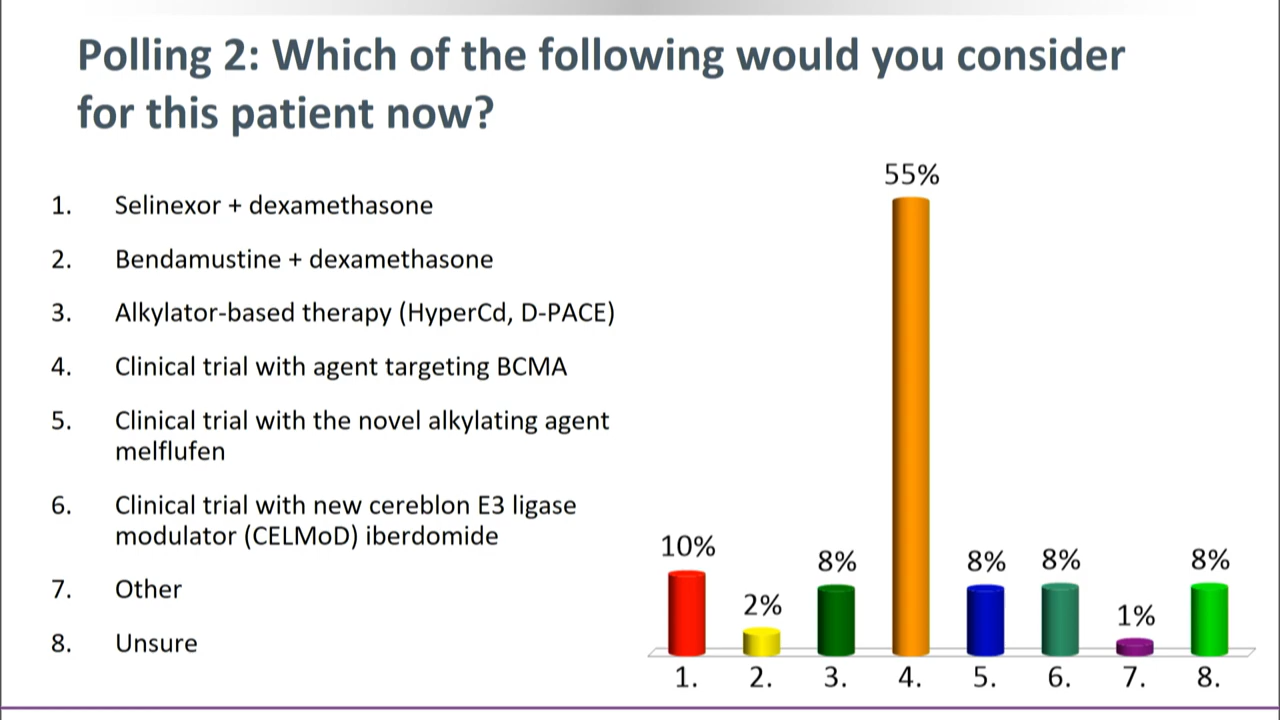 Polling 2: Which of the following would you consider
for this patient now?
1. Selinexor + dexamethasone
2. Bendamustine + dexamethasone
3. Alkylator-based therapy (HyperCd, D-PACE)
4. Clinical trial with agent targeting BCMA
5. Clinical trial with the novel alkylating agent
melflufen
6. Clinical trial with new cereblon E3 ligase
modulator (CELMoD) iberdomide
7. Other
8. Unsure
10%
2%
8%
55%
8%
8%
1%
8%
1. 2. 3. 4. 5. 6. 7. 8.